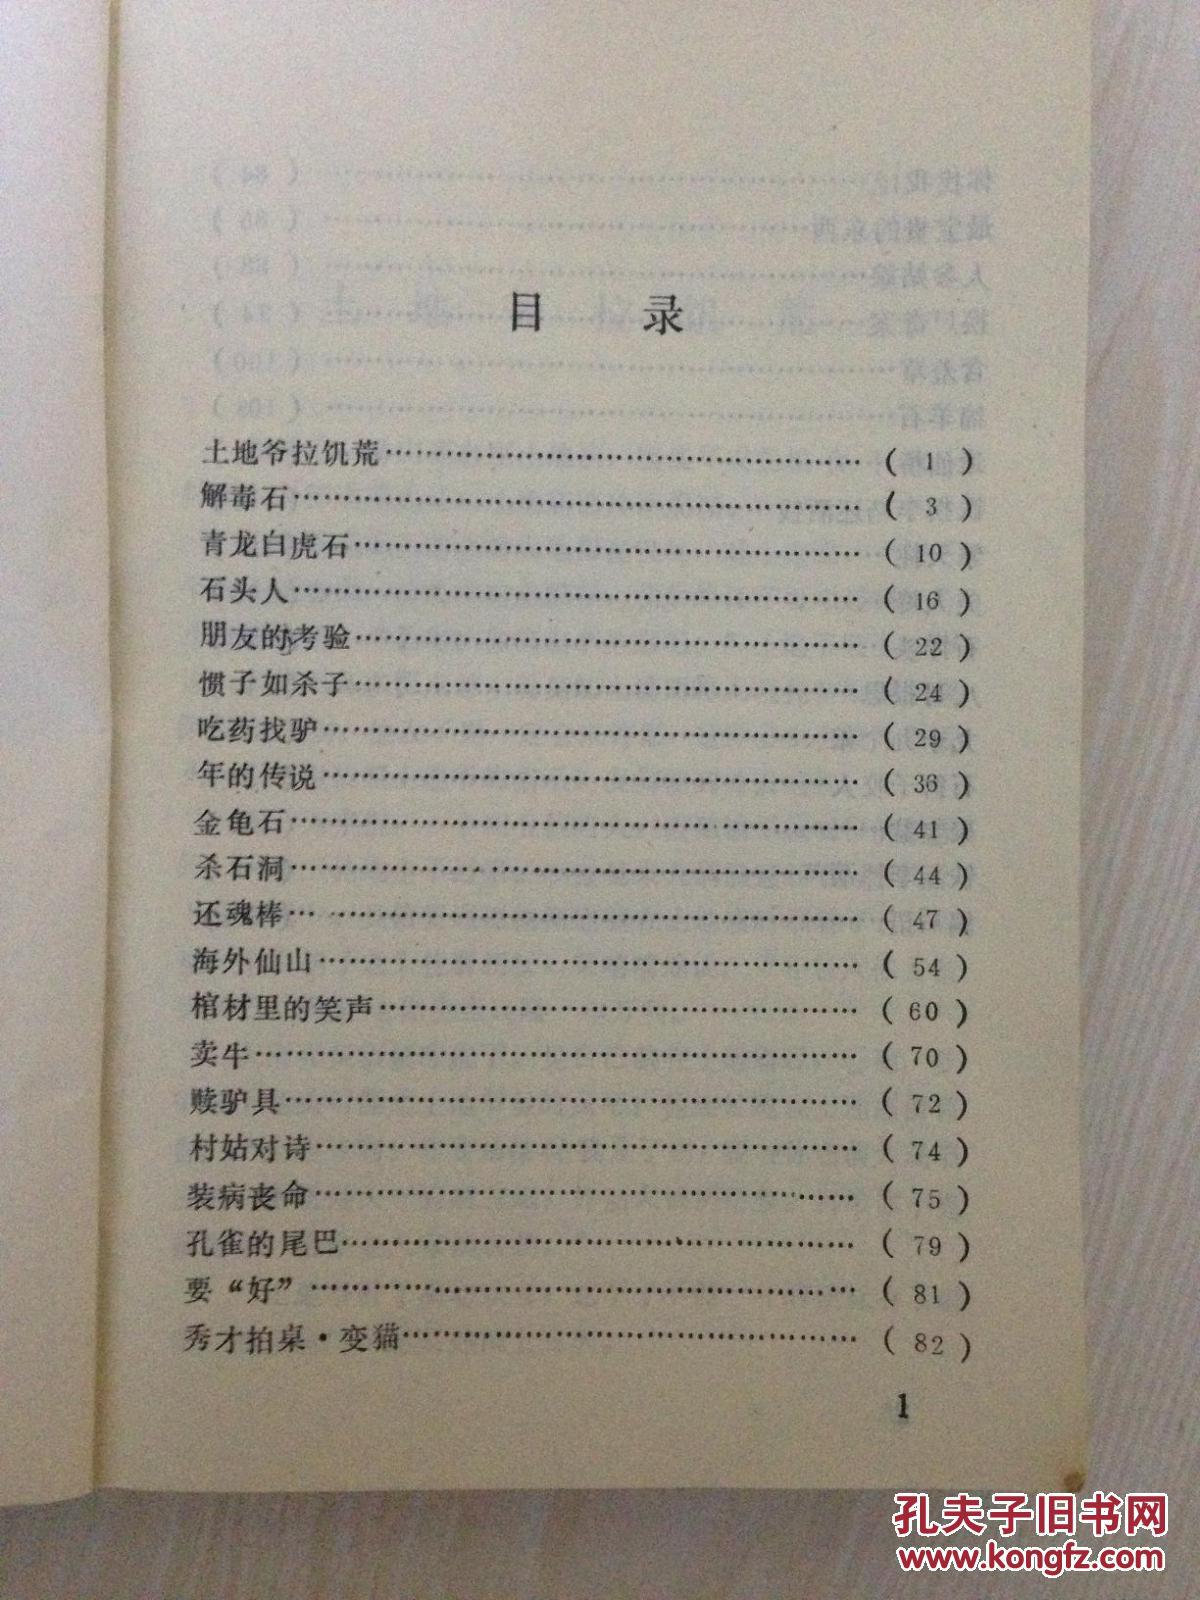 目 录
土地爷拉饥荒………………………………………………( 1 )
解毒石………………………………………………( 3 )
青龙白虎石………………………………………………( 10 )
石头人………………………………………………( 16 )
朋友的考验………………………………………………( 22 )
惯子如杀子………………………………………………( 24 )
吃药找驴………………………………………………( 29 )
年的传说………………………………………………( 36 )
金龟石………………………………………………( 41 )
杀石洞………………………………………………( 44 )
还魂棒………………………………………………( 47 )
海外仙山………………………………………………( 54 )
棺材里的笑声………………………………………………( 60 )
卖牛………………………………………………( 70 )
赎驴具………………………………………………( 72 )
村姑对诗………………………………………………( 74 )
装病丧命………………………………………………( 75 )
孔雀的尾巴………………………………………………( 79 )
要“好”………………………………………………( 81 )
秀才拍桌·变猫………………………………………………( 82 )
1
孔夫子旧书网
www.kongfz.com